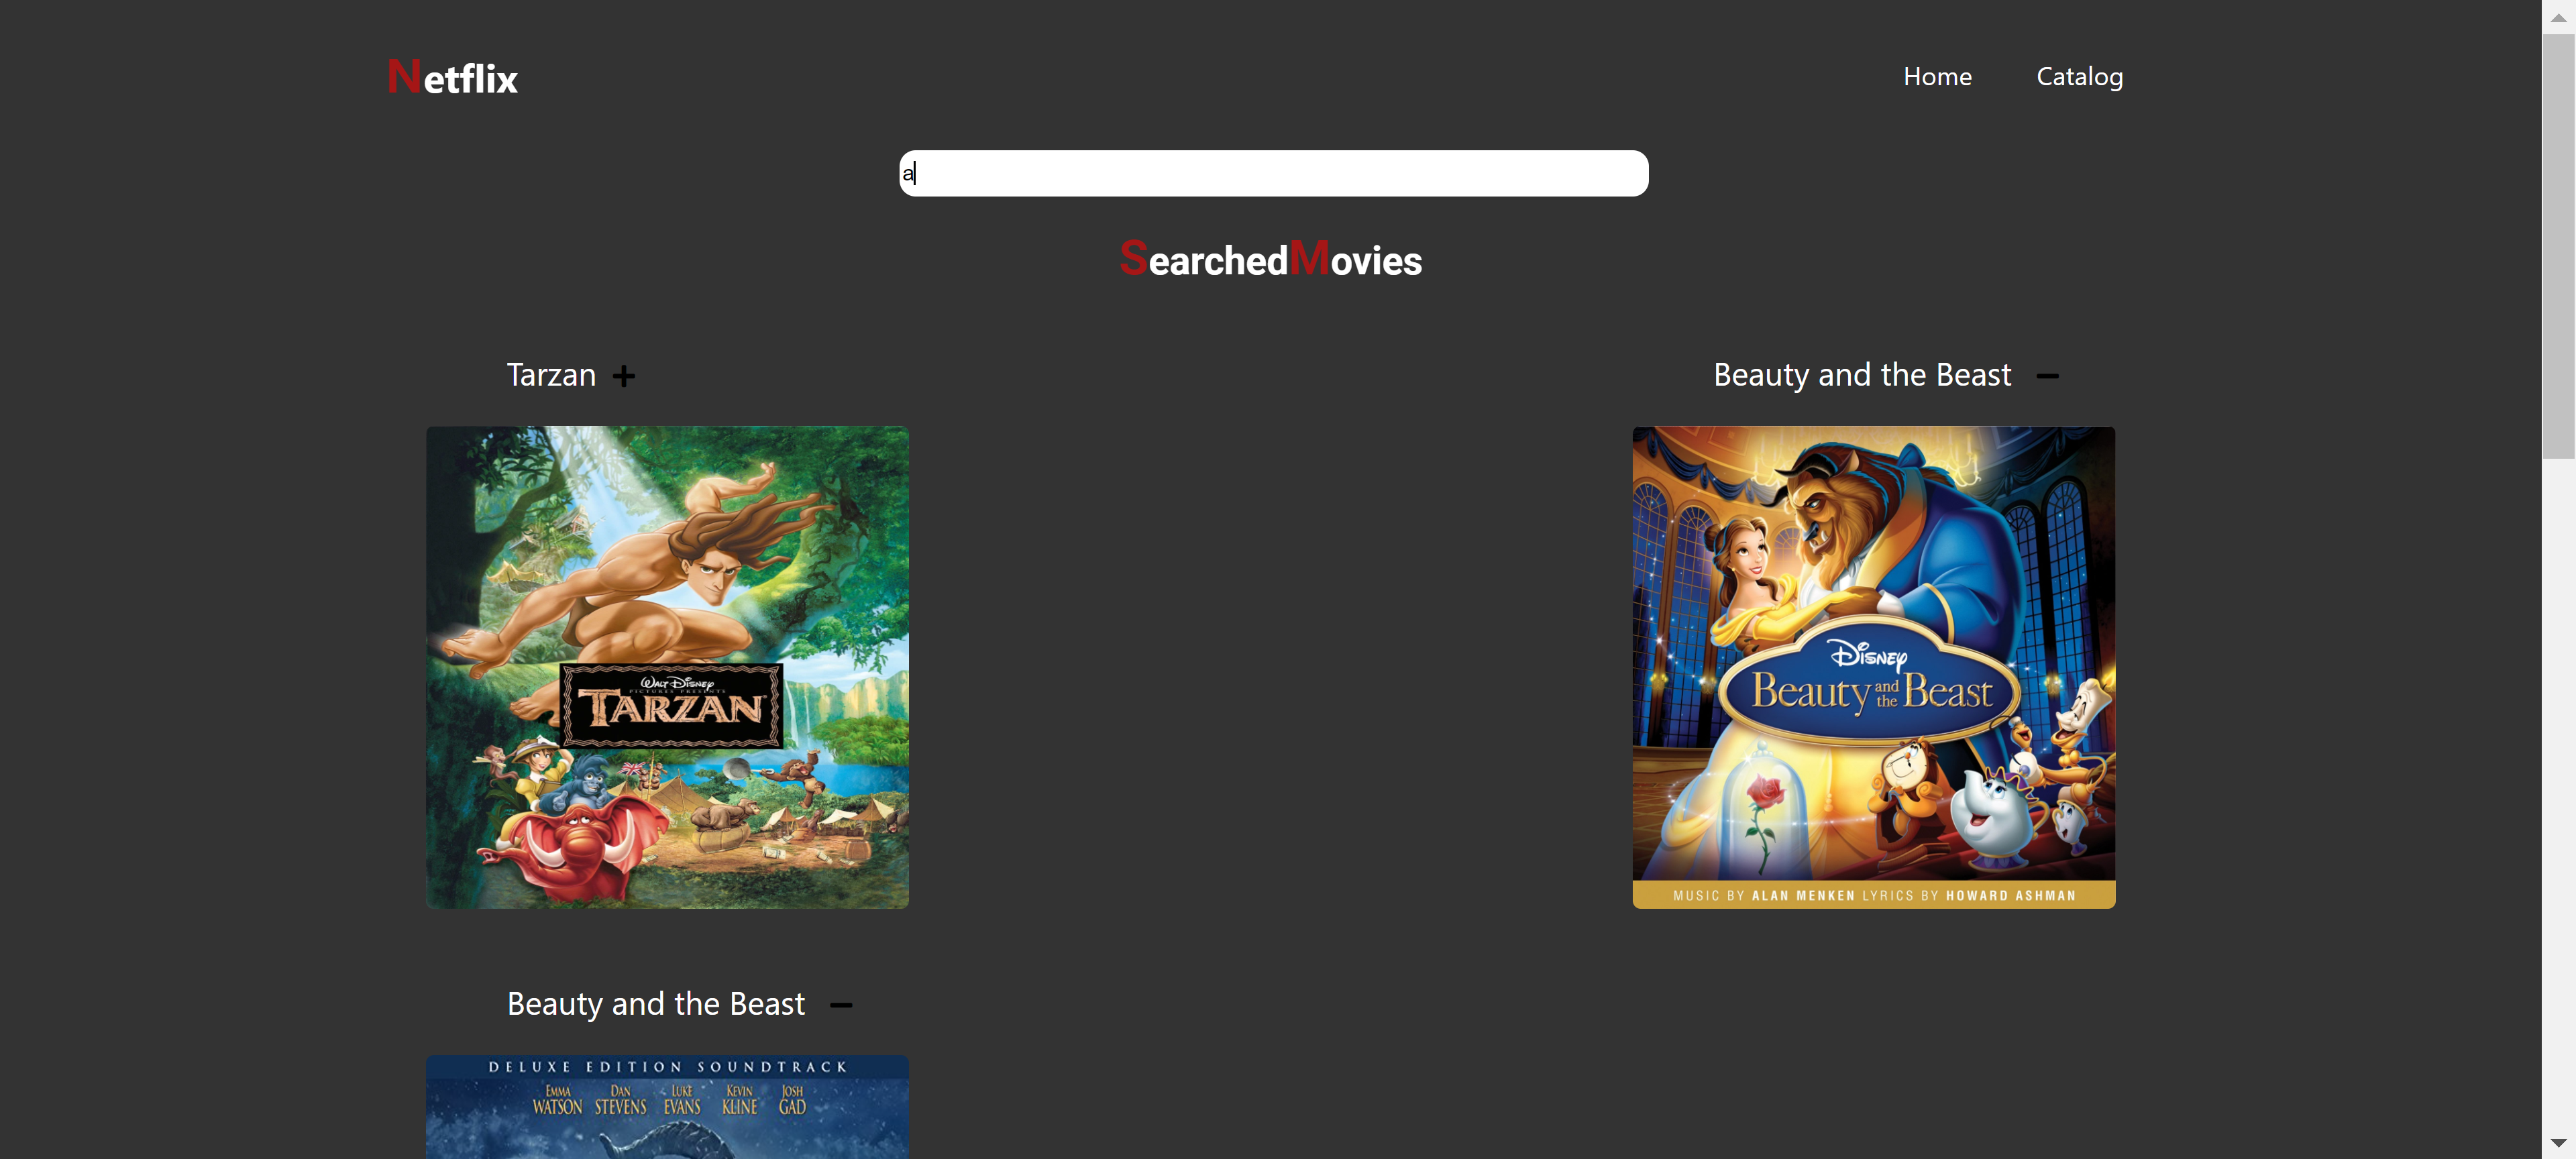 Netflix
Home
Catalog
a
SearchedMovies
Tarzan
Beauty and the Beast
WALT DISNEY
PICTURES PRESENTS
TARZAN
DISNEY
Beauty and the Beast
MUSIC BY ALAN MENKEN LYRICS BY HOWARD ASHMAN
Beauty and the Beast
DELUXE EDITION SOUNDTRACK
EMMA WATSON
DAN STEVENS
LUKE EVANS
KEVIN KLINE
JOSH GAD